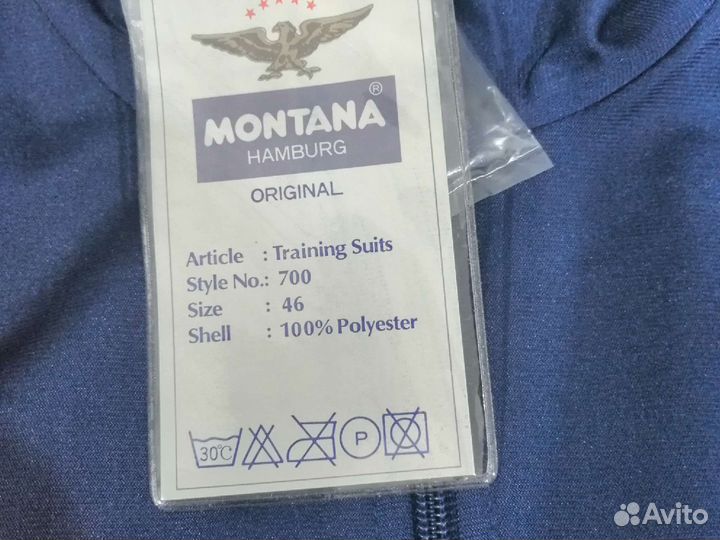 MONTANA ®
HAMBURG
ORIGINAL
Article : Training Suits
Style No.: 700
Size : 46
Shell : 100% Polyester
30°C P
Avito